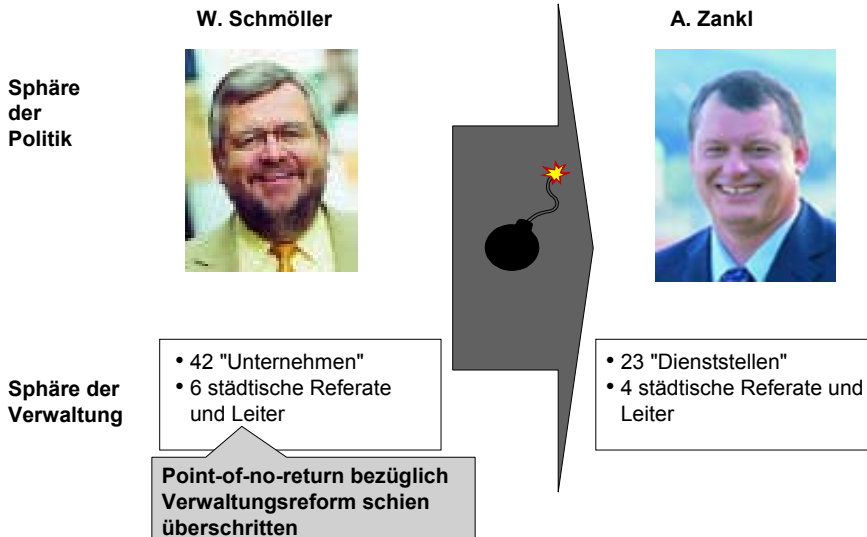 W. Schmöller
A. Zankl
Sphäre
der
Politik
Sphäre der
Verwaltung
• 42 "Unternehmen"
• 6 städtische Referate
und Leiter
• 23 "Dienststellen"
• 4 städtische Referate und
Leiter
Point-of-no-return bezüglich
Verwaltungsreform schien
überschritten